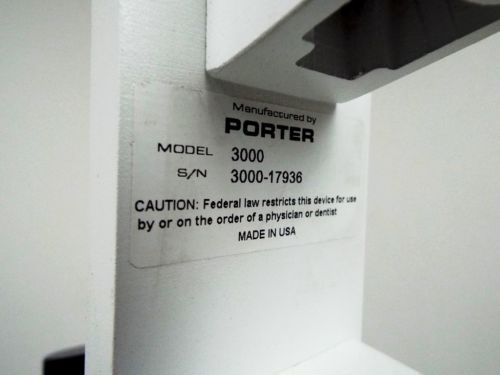 Manufactured by
PORTER
MODEL 3000
S/N 3000-17936
CAUTION: Federal law restricts this device for use
by or on the order of a physician or dentist
MADE IN USA